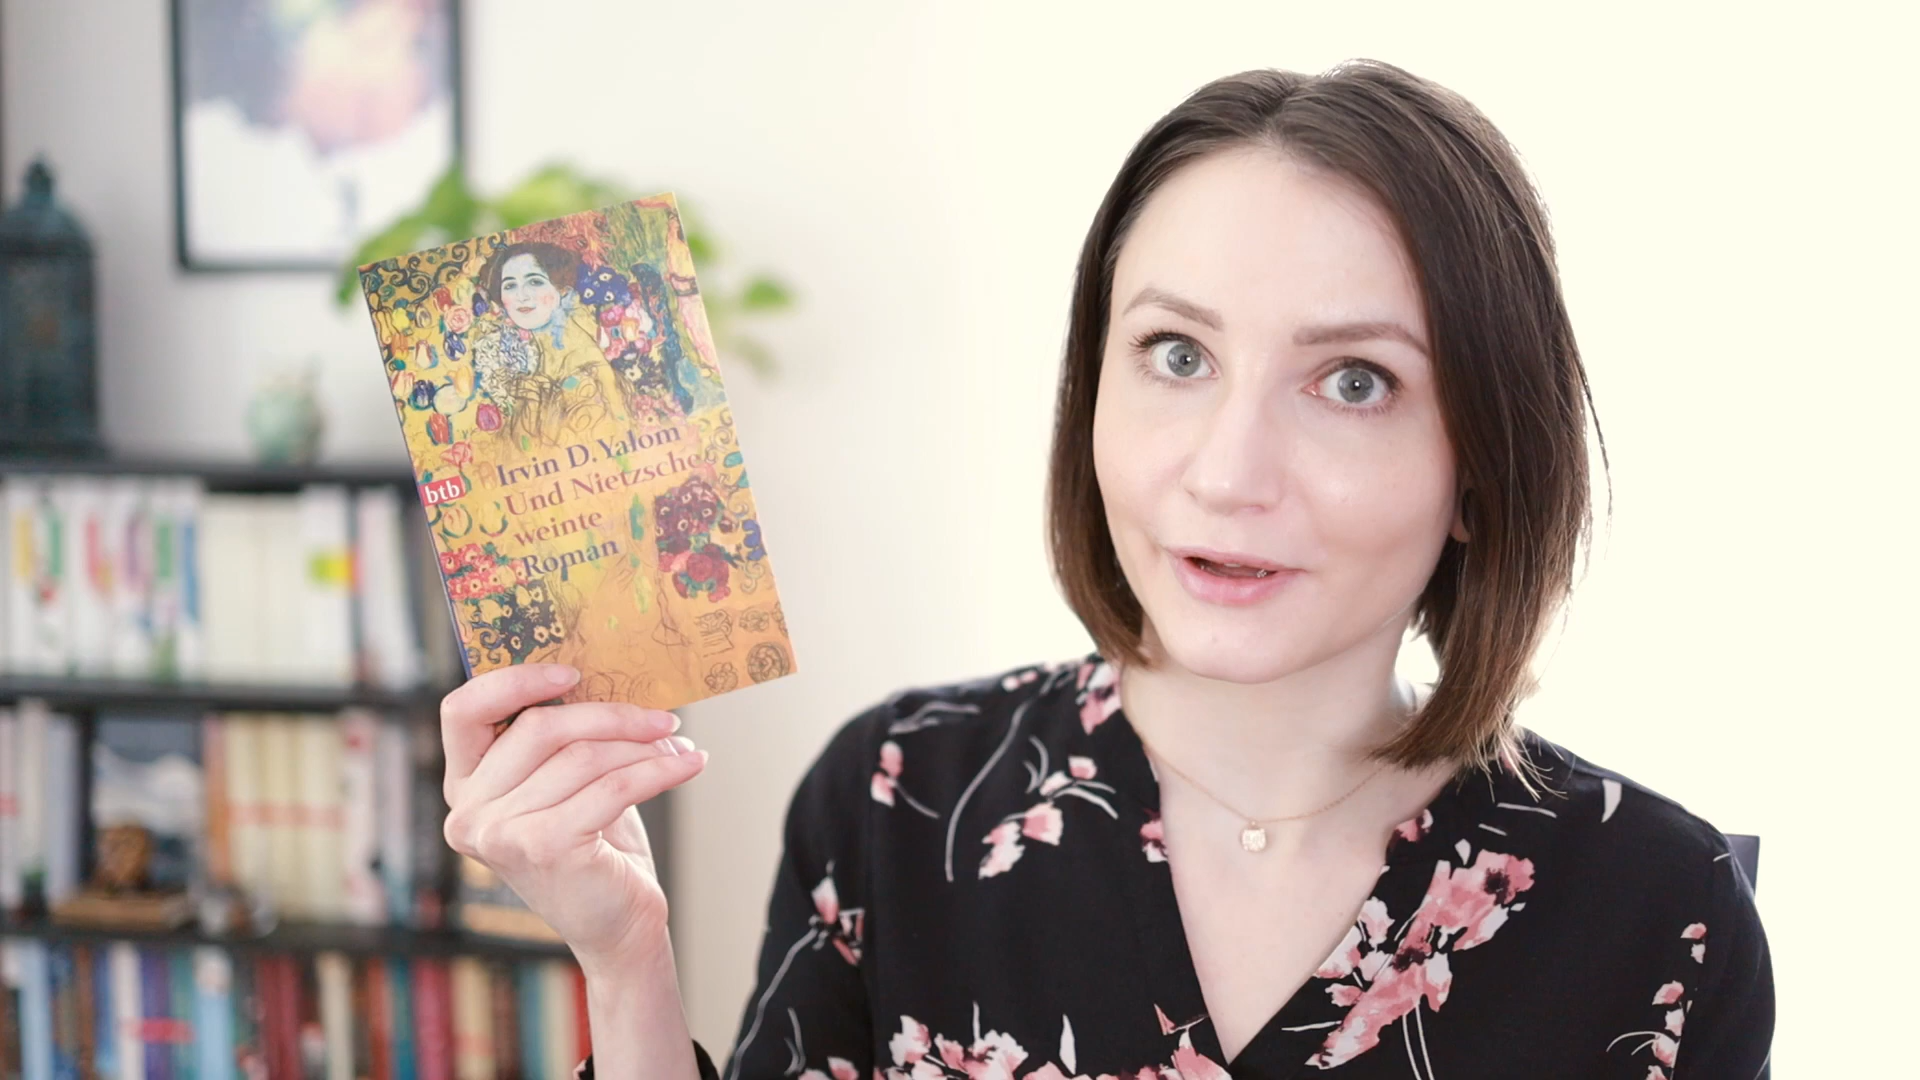 Irvin D. Yalom
Und Nietzsche
weinte
Roman
btb